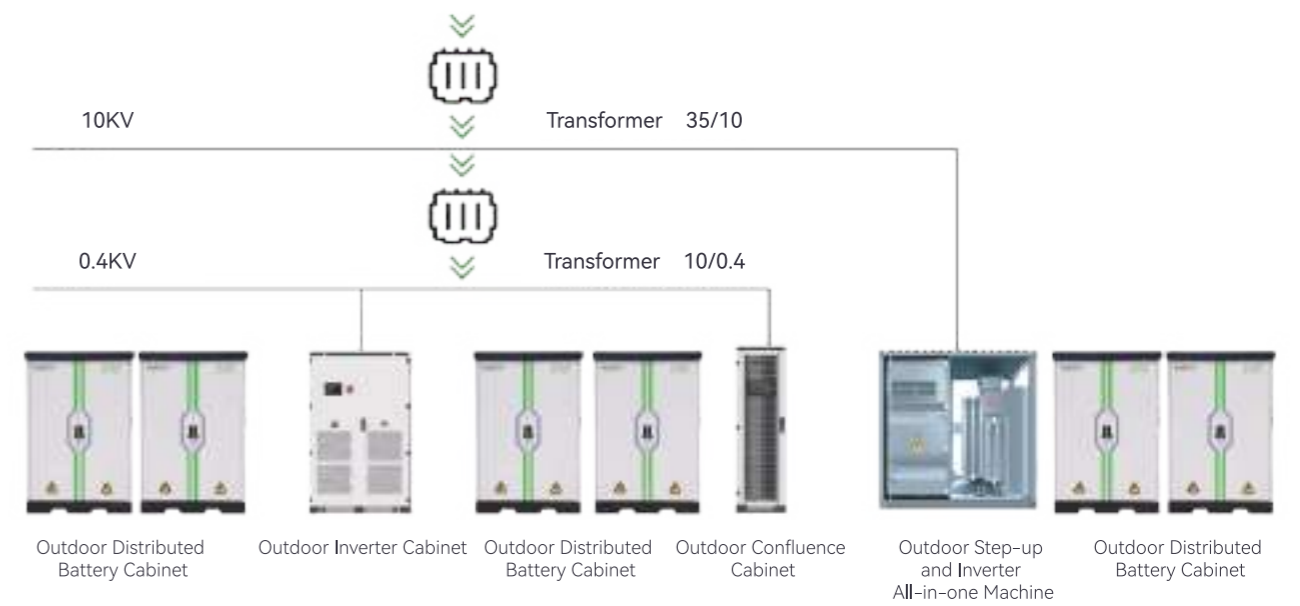 10KV
Transformer 35/10
0.4KV
Transformer 10/0.4
Outdoor Distributed
Battery Cabinet
Outdoor Inverter Cabinet
Outdoor Distributed
Battery Cabinet
Outdoor Confluence
Cabinet
Outdoor Step-up
and Inverter
All-in-one Machine
Outdoor Distributed
Battery Cabinet